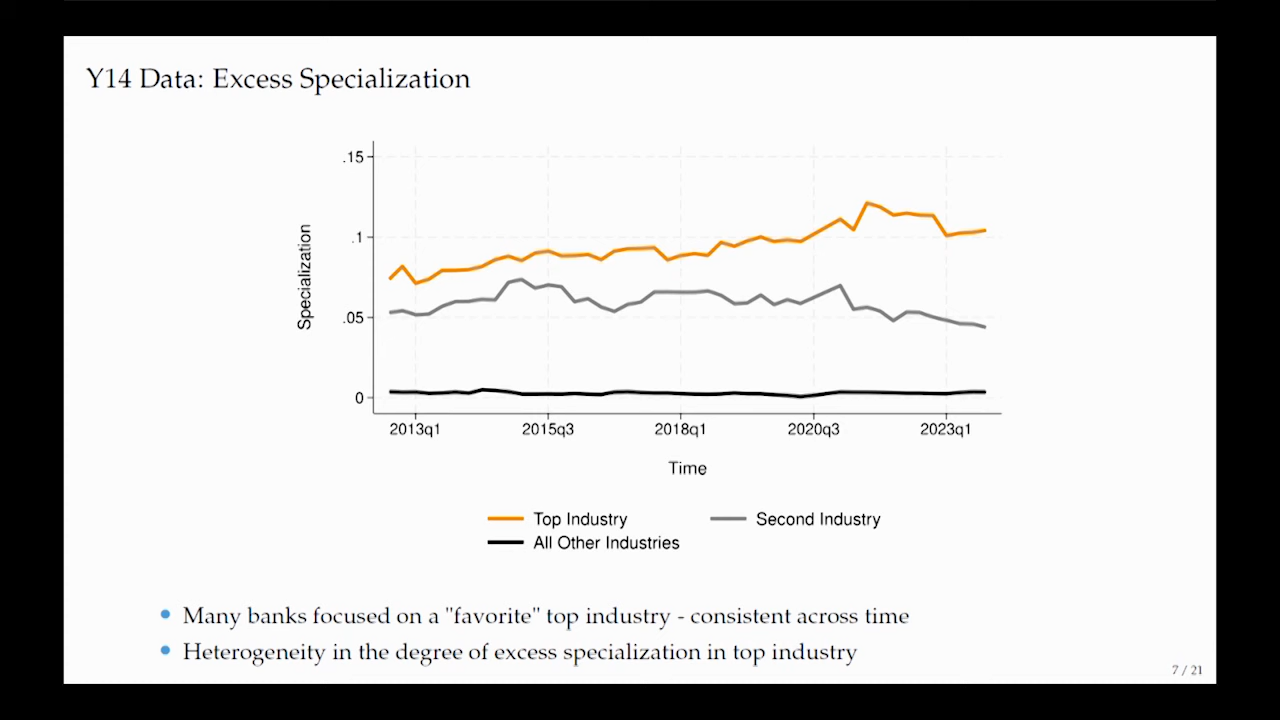 Y14 Data: Excess Specialization
.15
.1
.05
0
Specialization
2013q1 2015q3 2018q1 2020q3 2023q1
Time
Top Industry Second Industry
All Other Industries
Many banks focused on a "favorite" top industry - consistent across time
Heterogeneity in the degree of excess specialization in top industry
7 / 21